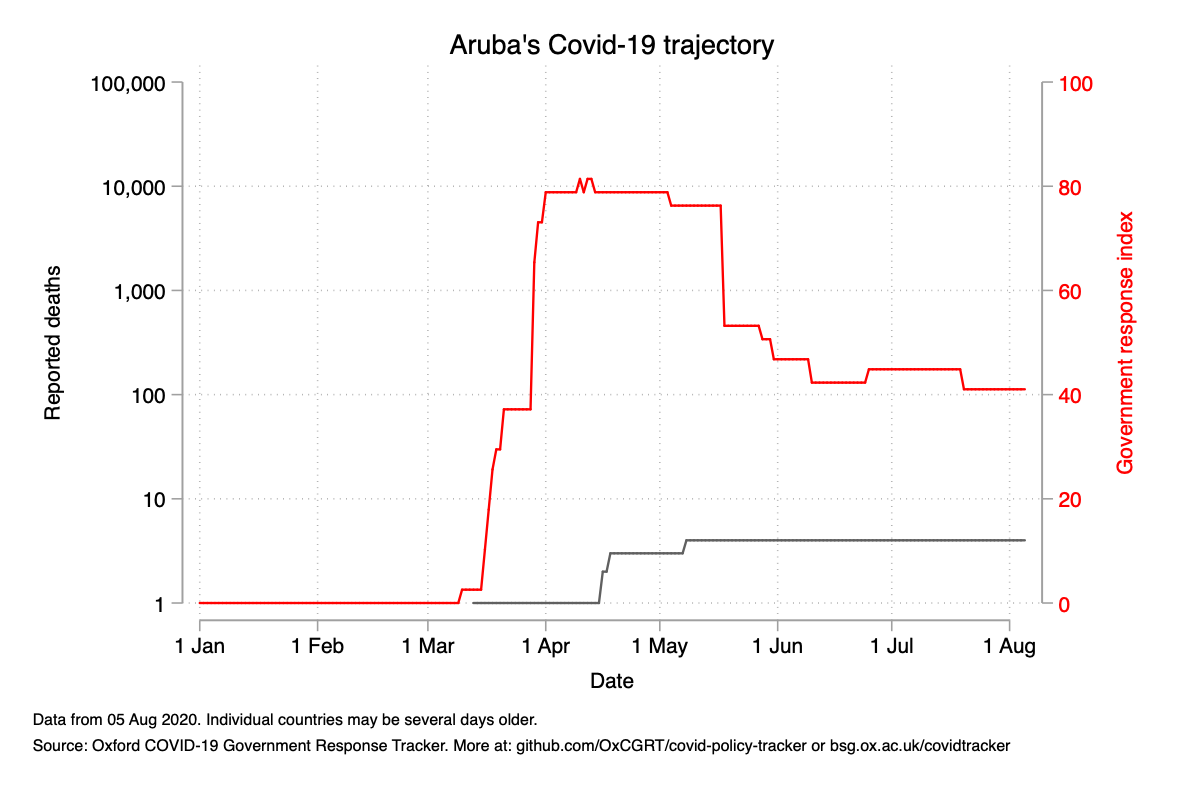 Aruba's Covid-19 trajectory
100,000
10,000
1,000
100
10
1
Reported deaths
100
80
60
40
20
0
Government response index
1 Jan 1 Feb 1 Mar 1 Apr 1 May 1 Jun 1 Jul 1 Aug
Date
Data from 05 Aug 2020. Individual countries may be several days older.
Source: Oxford COVID-19 Government Response Tracker. More at: github.com/OxCGRT/covid-policy-tracker or bsg.ox.ac.uk/covidtracker